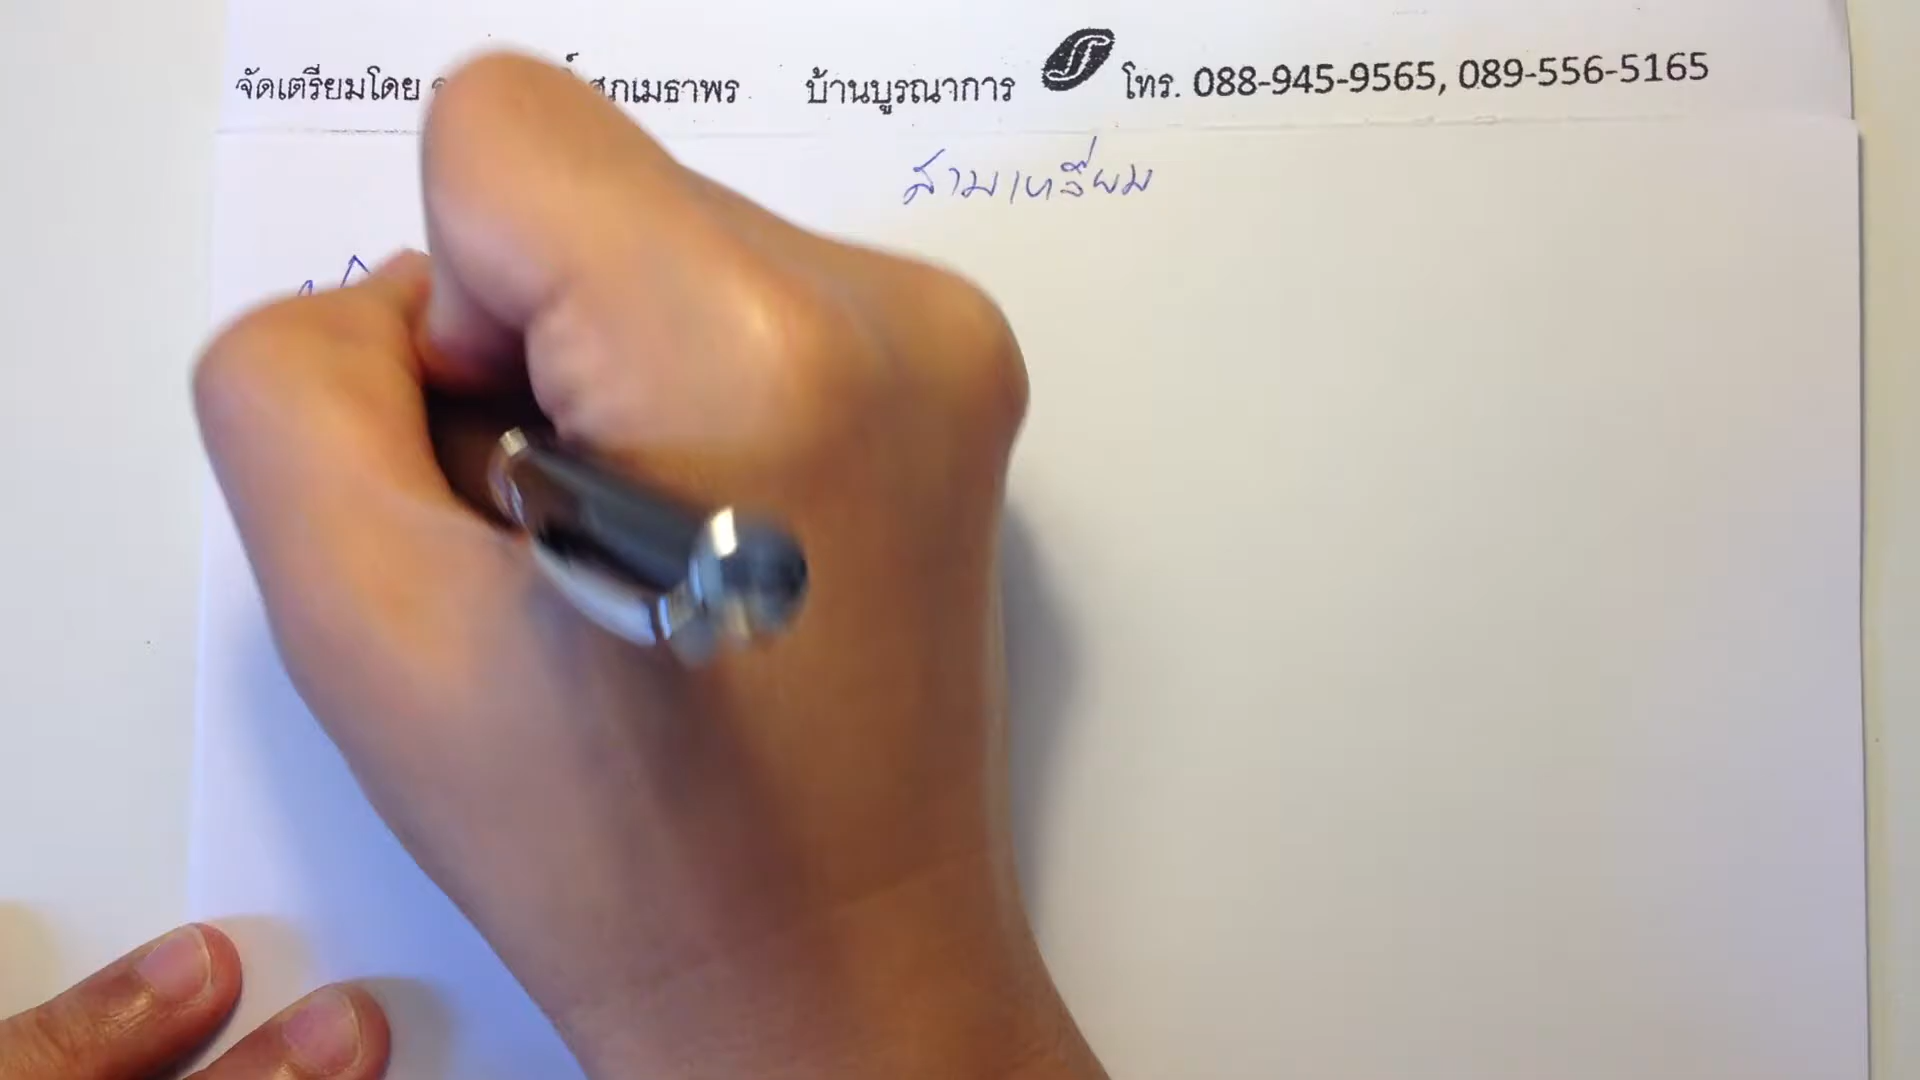 จัดเตรียมโดย ศุภเมธาพร บ้านบูรณาการ โทร. 088-945-9565, 089-556-5165
สามเหลี่ยม